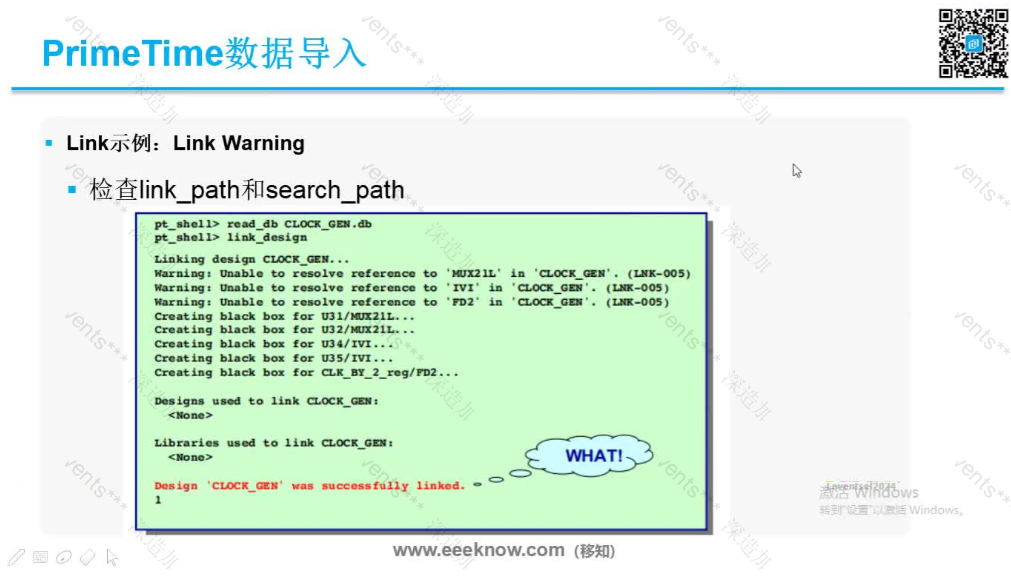 PrimeTime数据导入
Link示例：Link Warning
检查link_path和search_path
pt_shell> read_db CLOCK_GEN.db
pt_shell> link_design
Linking design CLOCK_GEN...
Warning: Unable to resolve reference to 'MUX21L' in 'CLOCK_GEN'. (LNK-005)
Warning: Unable to resolve reference to 'IVI' in 'CLOCK_GEN'. (LNK-005)
Warning: Unable to resolve reference to 'FD2' in 'CLOCK_GEN'. (LNK-005)
Creating black box for U31/MUX21L...
Creating black box for U32/MUX21L...
Creating black box for U34/IVI...
Creating black box for U35/IVI...
Creating black box for CLK_BY_2_reg/FD2...
Designs used to link CLOCK_GEN:
<None>
Libraries used to link CLOCK_GEN:
<None>
WHAT!
Design 'CLOCK_GEN' was successfully linked.
1
激活 Windows
转到"设置"以激活 Windows。
www.eeeknow.com（移知）